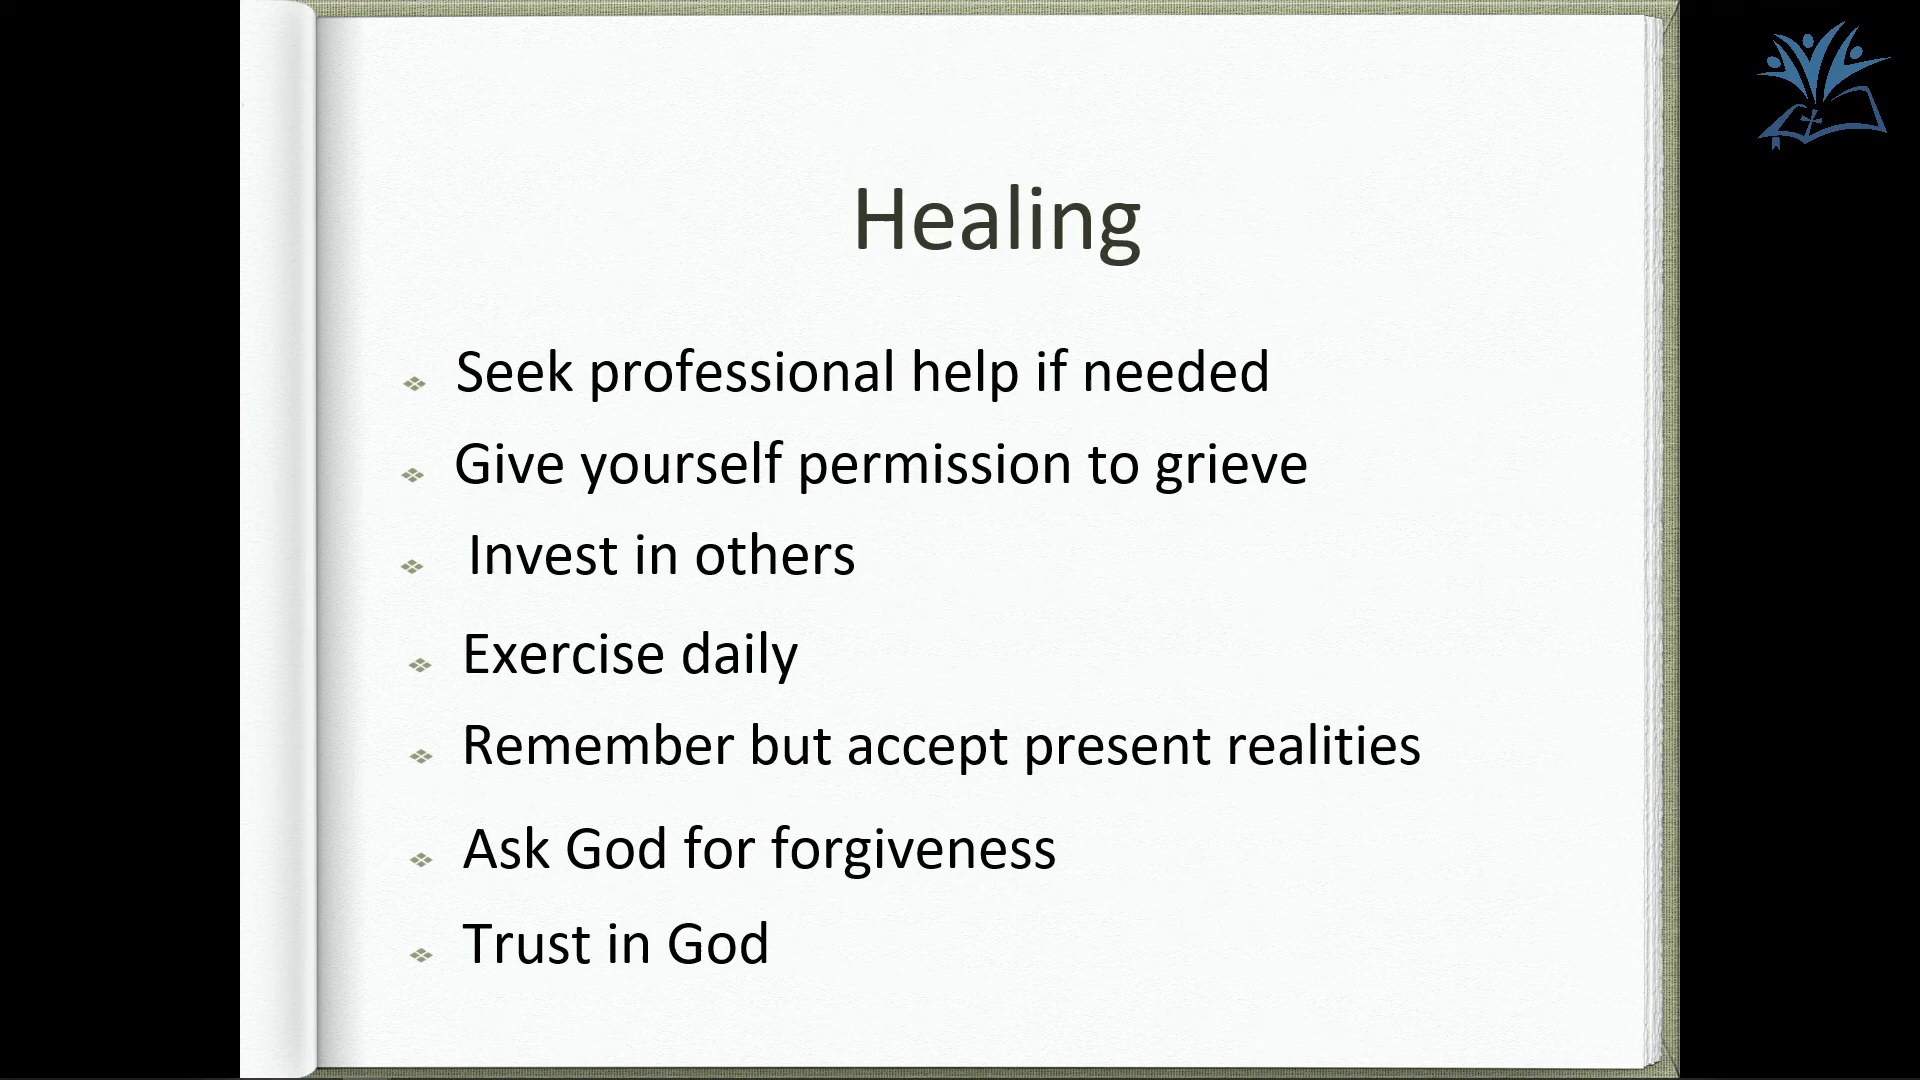 Healing
Seek professional help if needed
Give yourself permission to grieve
Invest in others
Exercise daily
Remember but accept present realities
Ask God for forgiveness
Trust in God